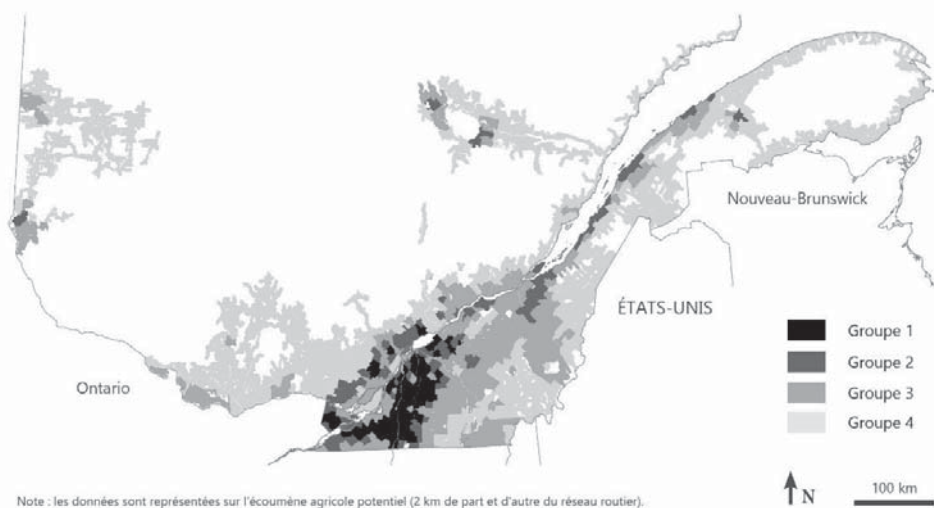 Nouveau-Brunswick
ÉTATS-UNIS
Ontario
Groupe 1
Groupe 2
Groupe 3
Groupe 4
Note : les données sont représentées sur l'écoumène agricole potentiel (2 km de part et d'autre du réseau routier).
N
100 km